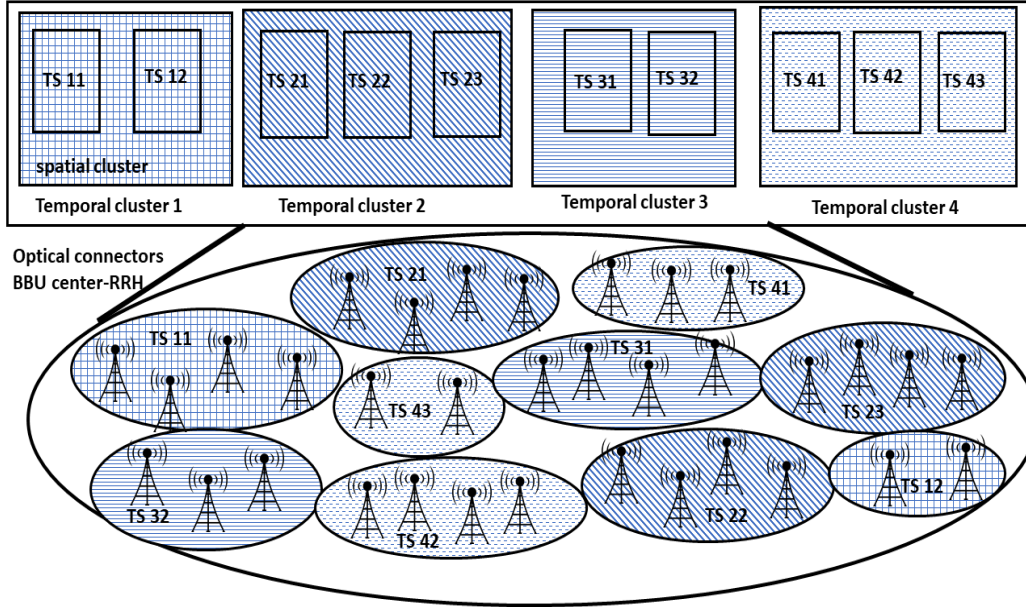 TS 11
TS 12
TS 21
TS 22
TS 23
TS 31
TS 32
TS 41
TS 42
TS 43
spatial cluster
Temporal cluster 1
Temporal cluster 2
Temporal cluster 3
Temporal cluster 4
Optical connectors
BBU center-RRH
TS 21
TS 41
TS 11
TS 31
TS 43
TS 23
TS 32
TS 42
TS 22
TS 12